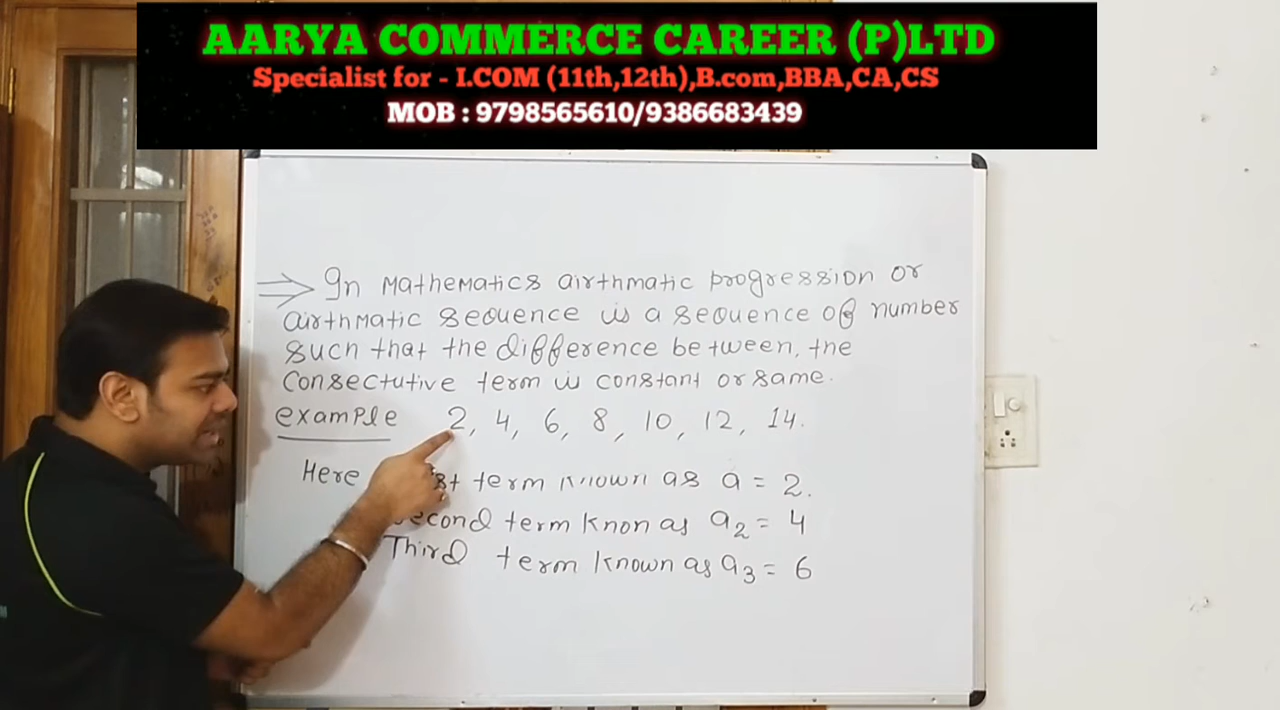 AARYA COMMERCE CAREER (P)LTD
Specialist for - I.COM (11th,12th),B.com,BBA,CA,CS
MOB : 9798565610/9386683439
⇒ In Mathematics airthmatic progression or
airthmatic sequence is a sequence of number
such that the difference between, the
Consectutive term is constant or same.
example 2, 4, 6, 8, 10, 12, 14.
Here st term known as a = 2.
Second term Knon as a2 = 4
Third term known as a3 = 6